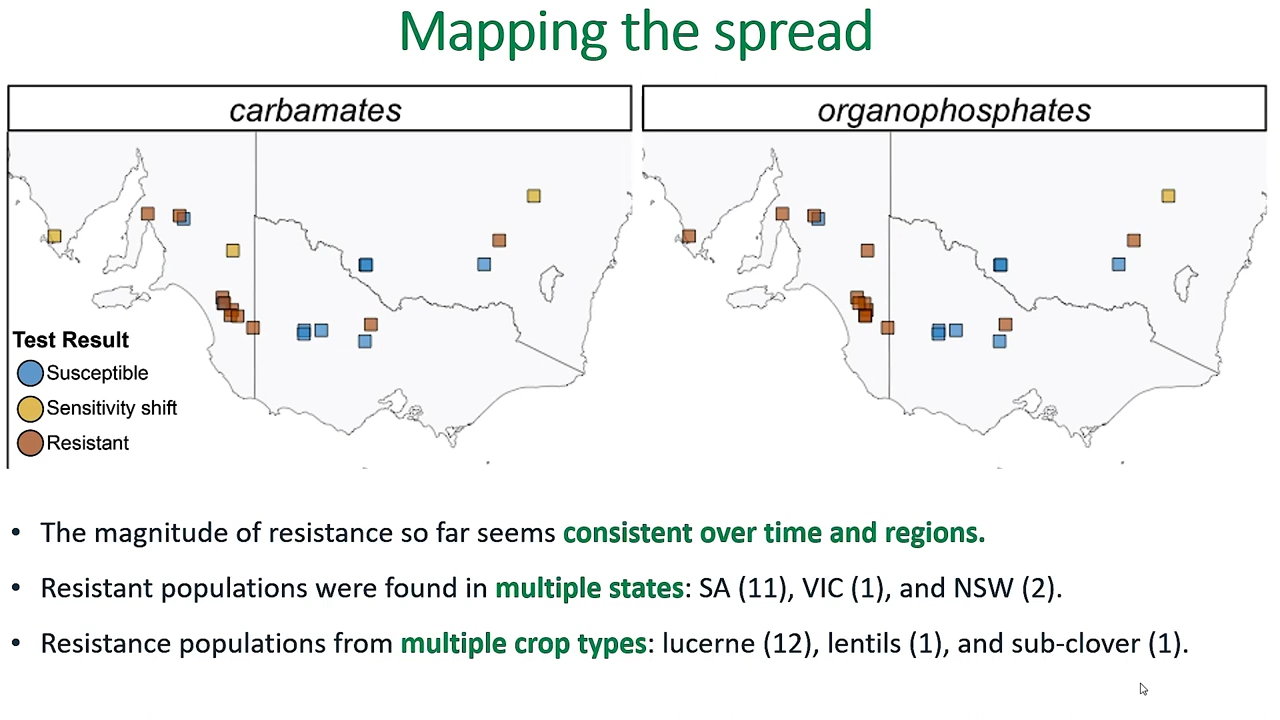 Mapping the spread
carbamates
organophosphates
Test Result
Susceptible
Sensitivity shift
Resistant
• The magnitude of resistance so far seems consistent over time and regions.
• Resistant populations were found in multiple states: SA (11), VIC (1), and NSW (2).
• Resistance populations from multiple crop types: lucerne (12), lentils (1), and sub-clover (1).